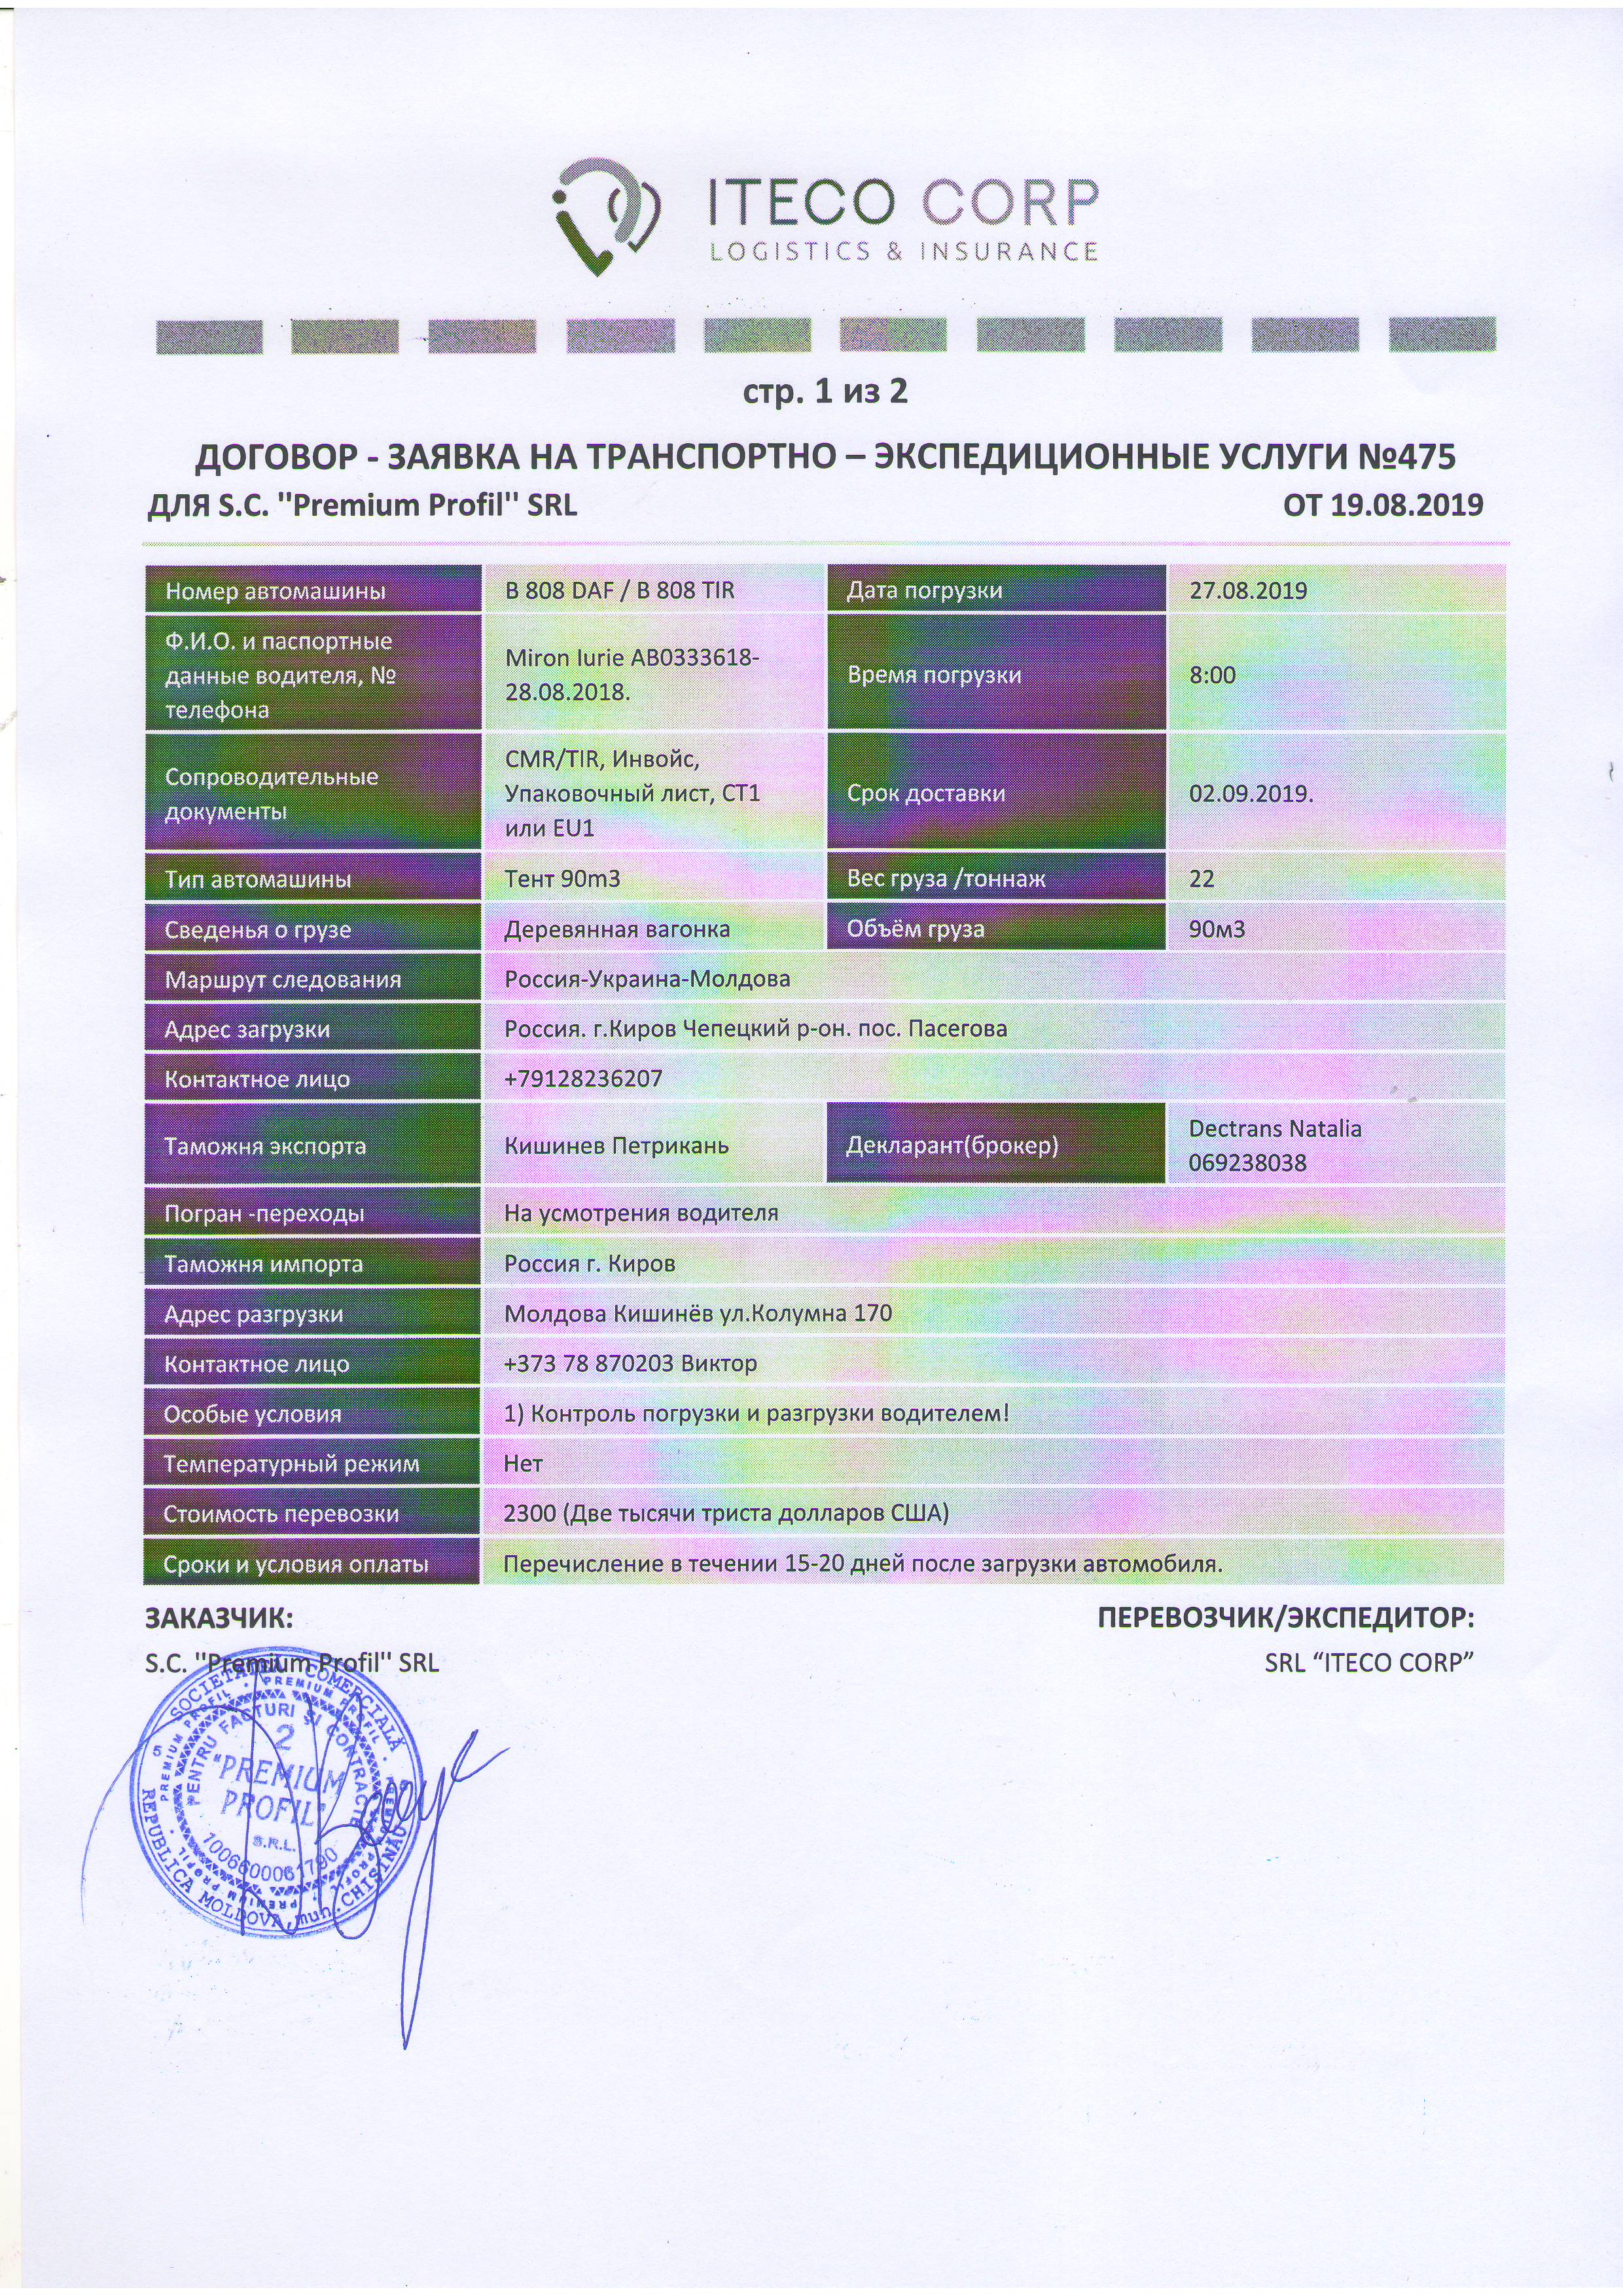 ITECO CORP
LOGISTICS & INSURANCE
стр. 1 из 2
ДОГОВОР - ЗАЯВКА НА ТРАНСПОРТНО – ЭКСПЕДИЦИОННЫЕ УСЛУГИ №475
ДЛЯ S.C. "Premium Profil" SRL ОТ 19.08.2019
Номер автомашины B 808 DAF / B 808 TIR Дата погрузки 27.08.2019
Ф.И.О. и паспортные
данные водителя, №
телефона
Miron Iurie AB0333618-
28.08.2018.
Время погрузки 8:00
Сопроводительные
документы
CMR/TIR, Инвойс,
Упаковочный лист, СТ1
или EU1
Срок доставки 02.09.2019.
Тип автомашины Тент 90m3 Вес груза /тоннаж 22
Сведенья о грузе Деревянная вагонка Объём груза 90м3
Маршрут следования Россия-Украина-Молдова
Адрес загрузки Россия. г.Киров Чепецкий р-он. пос. Пасегова
Контактное лицо +79128236207
Таможня экспорта Кишинев Петрикань Декларант(брокер)
Dectrans Natalia
069238038
Погран -переходы На усмотрения водителя
Таможня импорта Россия г. Киров
Адрес разгрузки Молдова Кишинёв ул.Колумна 170
Контактное лицо +373 78 870203 Виктор
Особые условия 1) Контроль погрузки и разгрузки водителем!
Температурный режим Нет
Стоимость перевозки 2300 (Две тысячи триста долларов США)
Сроки и условия оплаты Перечисление в течении 15-20 дней после загрузки автомобиля.
ЗАКАЗЧИК: ПЕРЕВОЗЧИК/ЭКСПЕДИТОР:
S.C. "Premium Profil" SRL SRL “ITECO CORP”
SOCIETATEA COMERCIALĂ
REPUBLICA MOLDOVA, mun. CHIŞINĂU
PREMIUM PROFIL · PREMIUM PROFIL
PENTRU FACTURI ŞI CONTRACTE
2
"PREMIUM
PROFIL"
S.R.L.
1006600061790